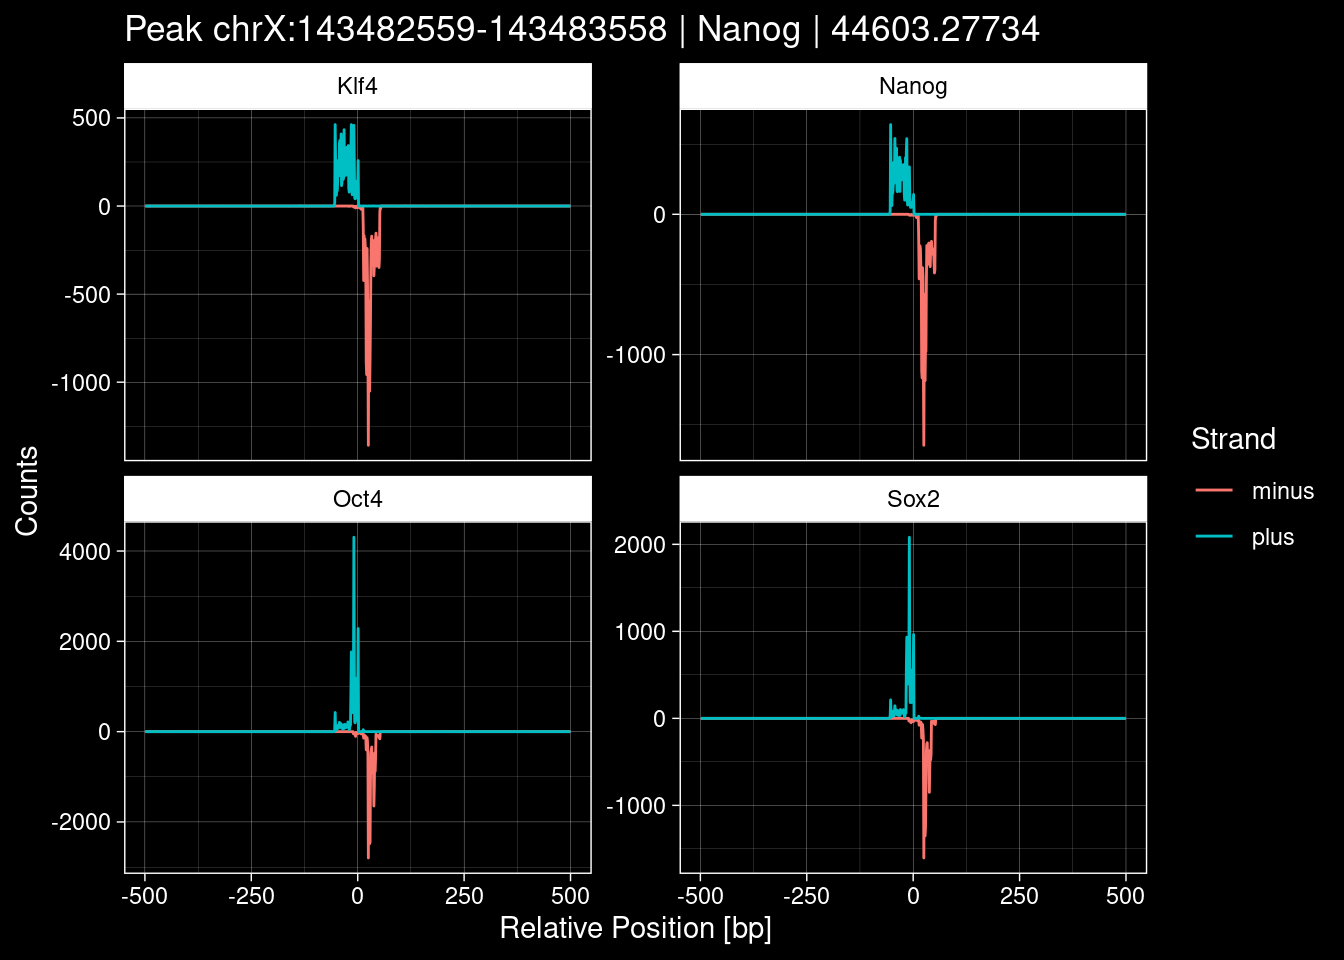 Peak chrX:143482559-143483558 | Nanog | 44603.27734
Klf4
Nanog
500
0
-500
-1000
0
-1000
Counts
Oct4
Sox2
4000
2000
0
-2000
2000
1000
0
-1000
-500
-250
0
250
500
-500
-250
0
250
500
Relative Position [bp]
Strand
minus
plus